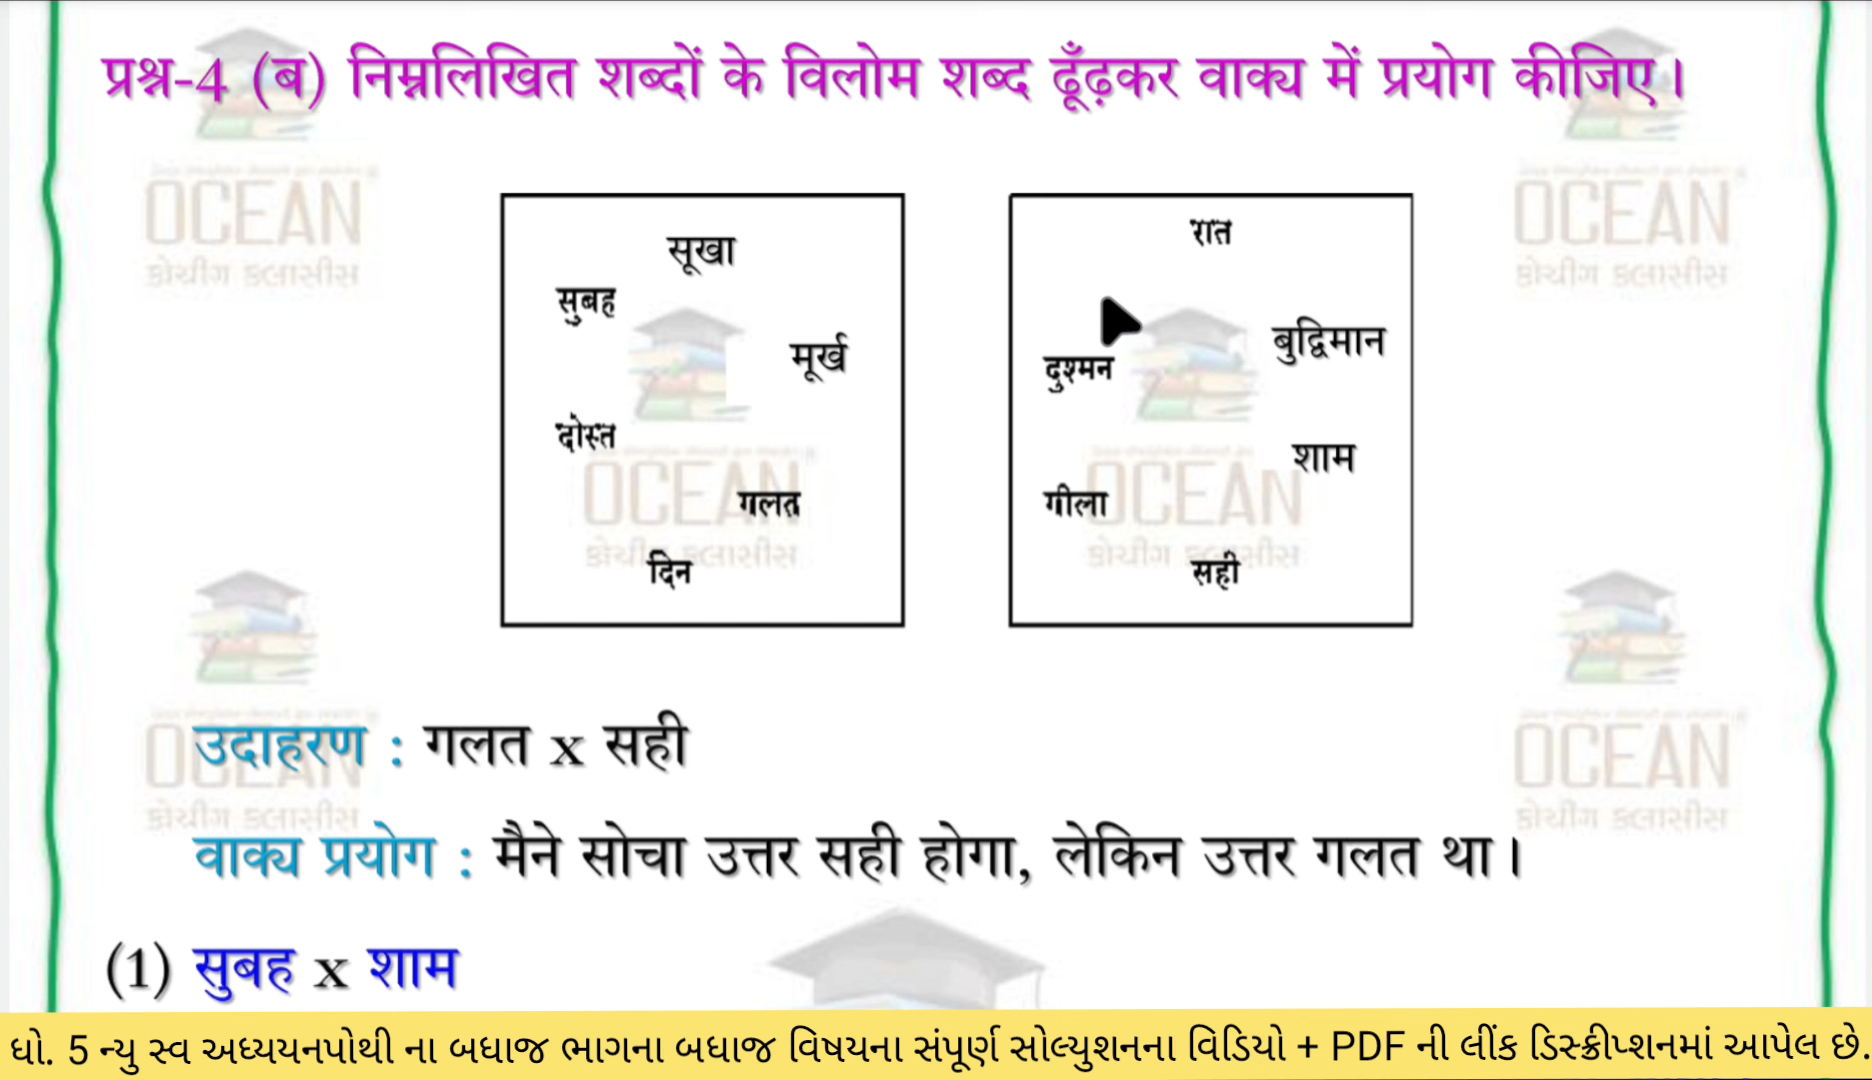 प्रश्न-4 (ब) निम्नलिखित शब्दों के विलोम शब्द ढूँढ़कर वाक्य में प्रयोग कीजिए।
OCEAN
કોચીંગ ક્લાસીસ
OCEAN
કોચીંગ ક્લાસીસ
सूखा
सुबह
मूर्ख
दोस्त
गलत
दिन
OCEAN
કોચીંગ ક્લાસીસ
रात
बुद्धिमान
दुश्मन
शाम
गीला
सही
OCEAN
કોચીંગ ક્લાસીસ
उदाहरण : गलत x सही
OCEAN
કોચીંગ ક્લાસીસ
OCEAN
કોચીંગ ક્લાસીસ
वाक्य प्रयोग : मैने सोचा उत्तर सही होगा, लेकिन उत्तर गलत था।
(1) सुबह x शाम
ધો. 5 ન્યુ સ્વ અધ્યયનપોથી ના બધાજ ભાગના બધાજ વિષયના સંપૂર્ણ સોલ્યુશનના વિડિયો + PDF ની લીંક ડિસ્ક્રીપ્શનમાં આપેલ છે.